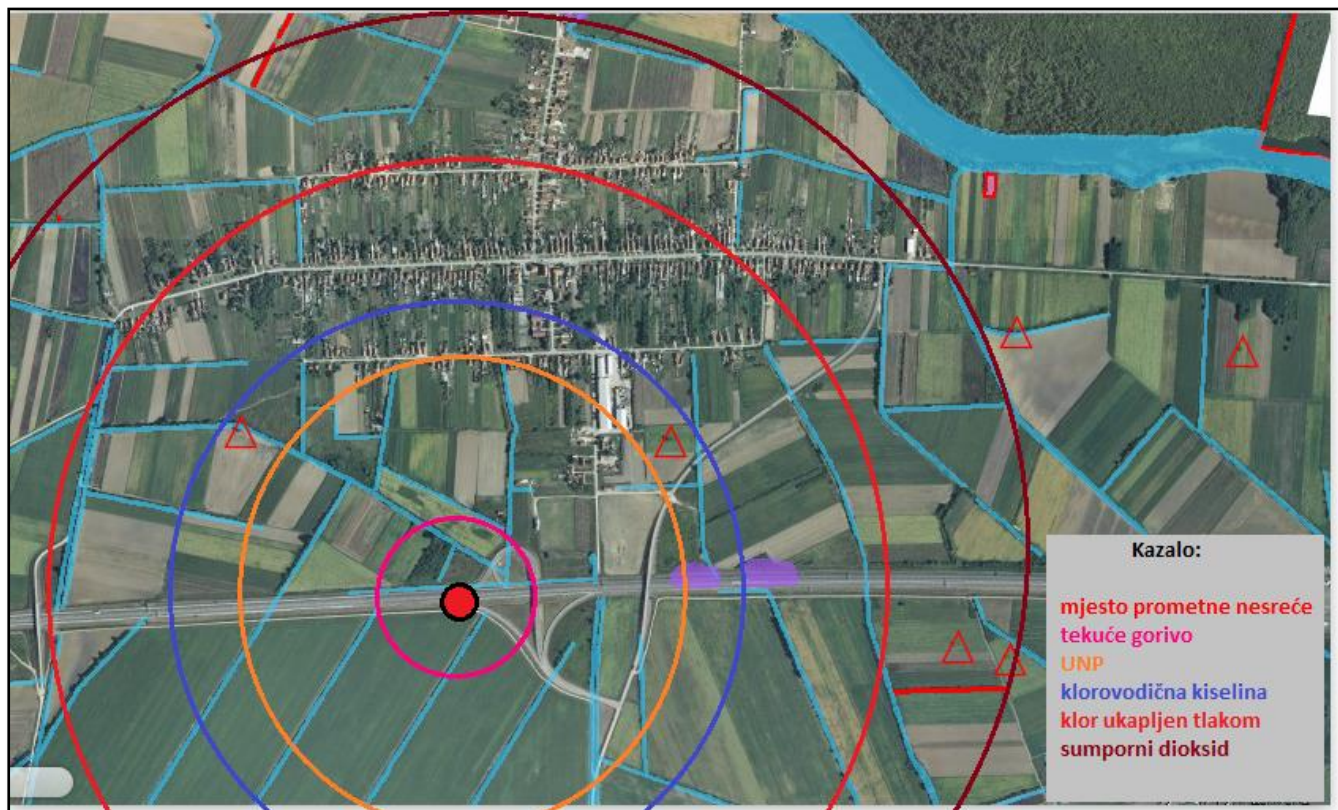 Kazalo:
mjesto prometne nesreće
tekuće gorivo
UNP
klorovodična kiselina
klor ukapljen tlakom
sumporni dioksid